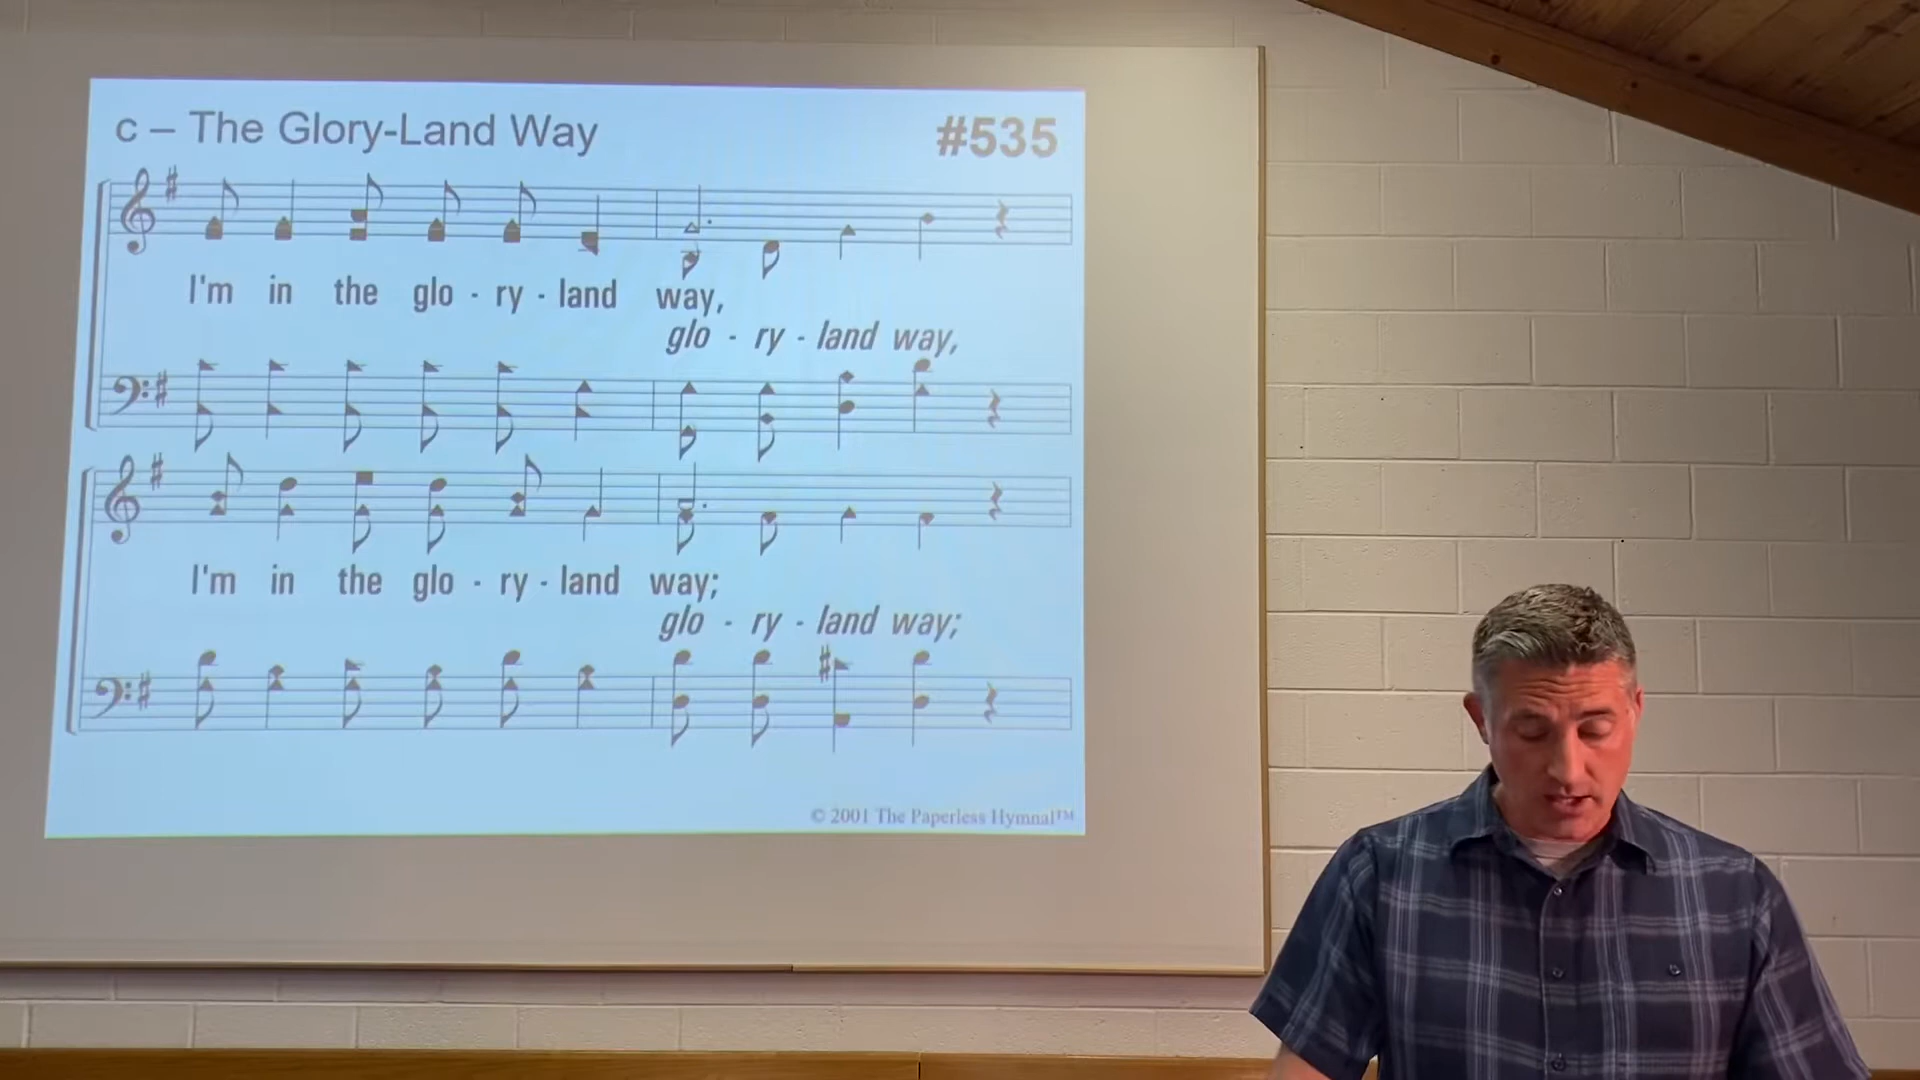 c – The Glory-Land Way #535
I'm in the glo - ry - land way,
glo - ry - land way,
I'm in the glo - ry - land way;
glo - ry - land way;
© 2001 The Paperless Hymnal™